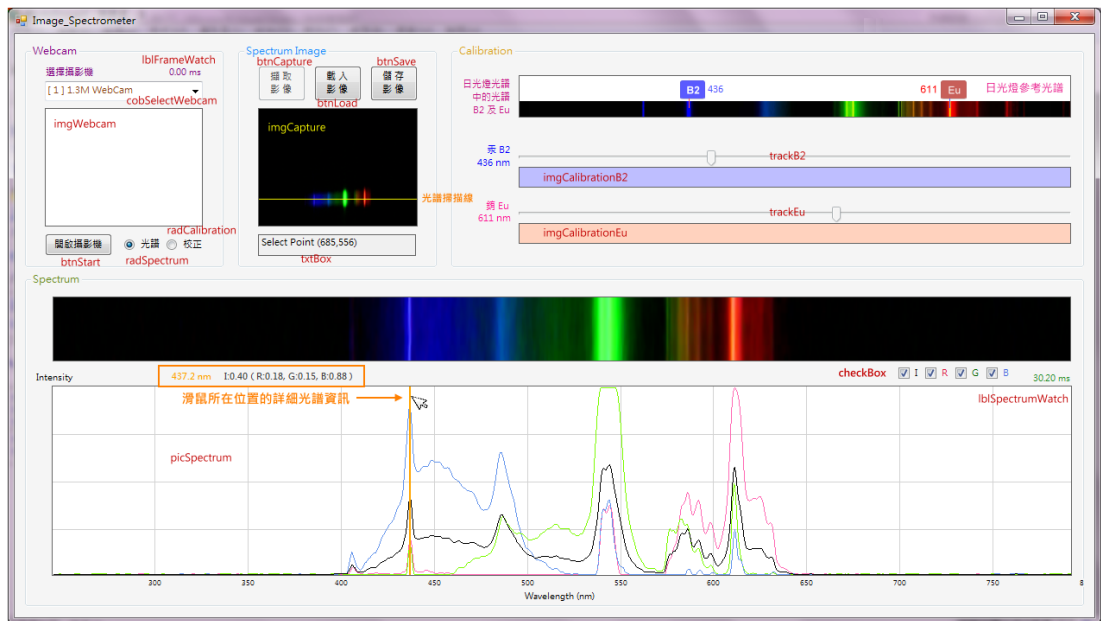 Image_Spectrometer
Webcam
lblFrameWatch
選擇攝影機
0.00 ms
[ 1 ] 1.3M WebCam
cobSelectWebcam
imgWebcam
radCalibration
開啟攝影機
光譜
校正
btnStart
radSpectrum
Spectrum Image
btnCapture
btnSave
擷取
影像
載入
影像
儲存
影像
btnLoad
imgCapture
光譜掃描線
Select Point (685,556)
txtBox
Calibration
日光燈光譜
中的光譜
B2 及 Eu
B2 436
611 Eu
日光燈參考光譜
汞 B2
436 nm
trackB2
imgCalibrationB2
銪 Eu
611 nm
trackEu
imgCalibrationEu
Spectrum
Intensity
437.2 nm I:0.40 ( R:0.18, G:0.15, B:0.88 )
checkBox
I
R
G
B
30.20 ms
滑鼠所在位置的詳細光譜資訊
lblSpectrumWatch
picSpectrum
300 350 400 450 500 550 600 650 700 750 8
Wavelength (nm)